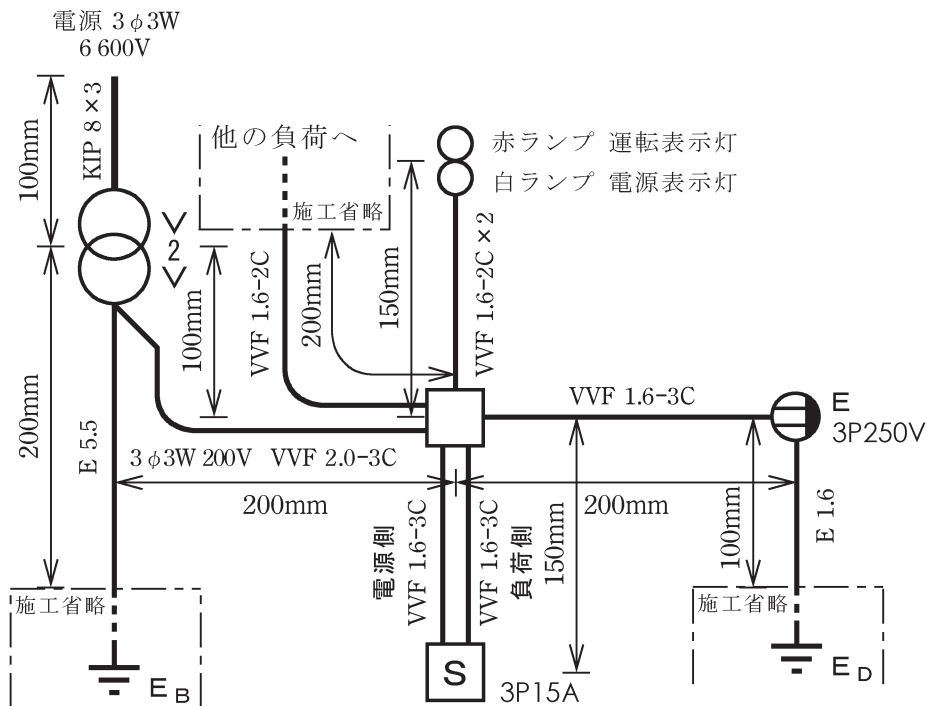 電源 3φ3W
6 600V
KIP 8×3
100mm
2
200mm
E 5.5
施工省略
EB
他の負荷へ
施工省略
VVF 1.6-2C
100mm
200mm
150mm
赤ランプ 運転表示灯
白ランプ 電源表示灯
VVF 1.6-2C×2
3φ3W 200V VVF 2.0-3C
200mm
VVF 1.6-3C
E
3P250V
200mm
電源側
VVF 1.6-3C
VVF 1.6-3C
負荷側
150mm
S
3P15A
100mm
E 1.6
施工省略
ED